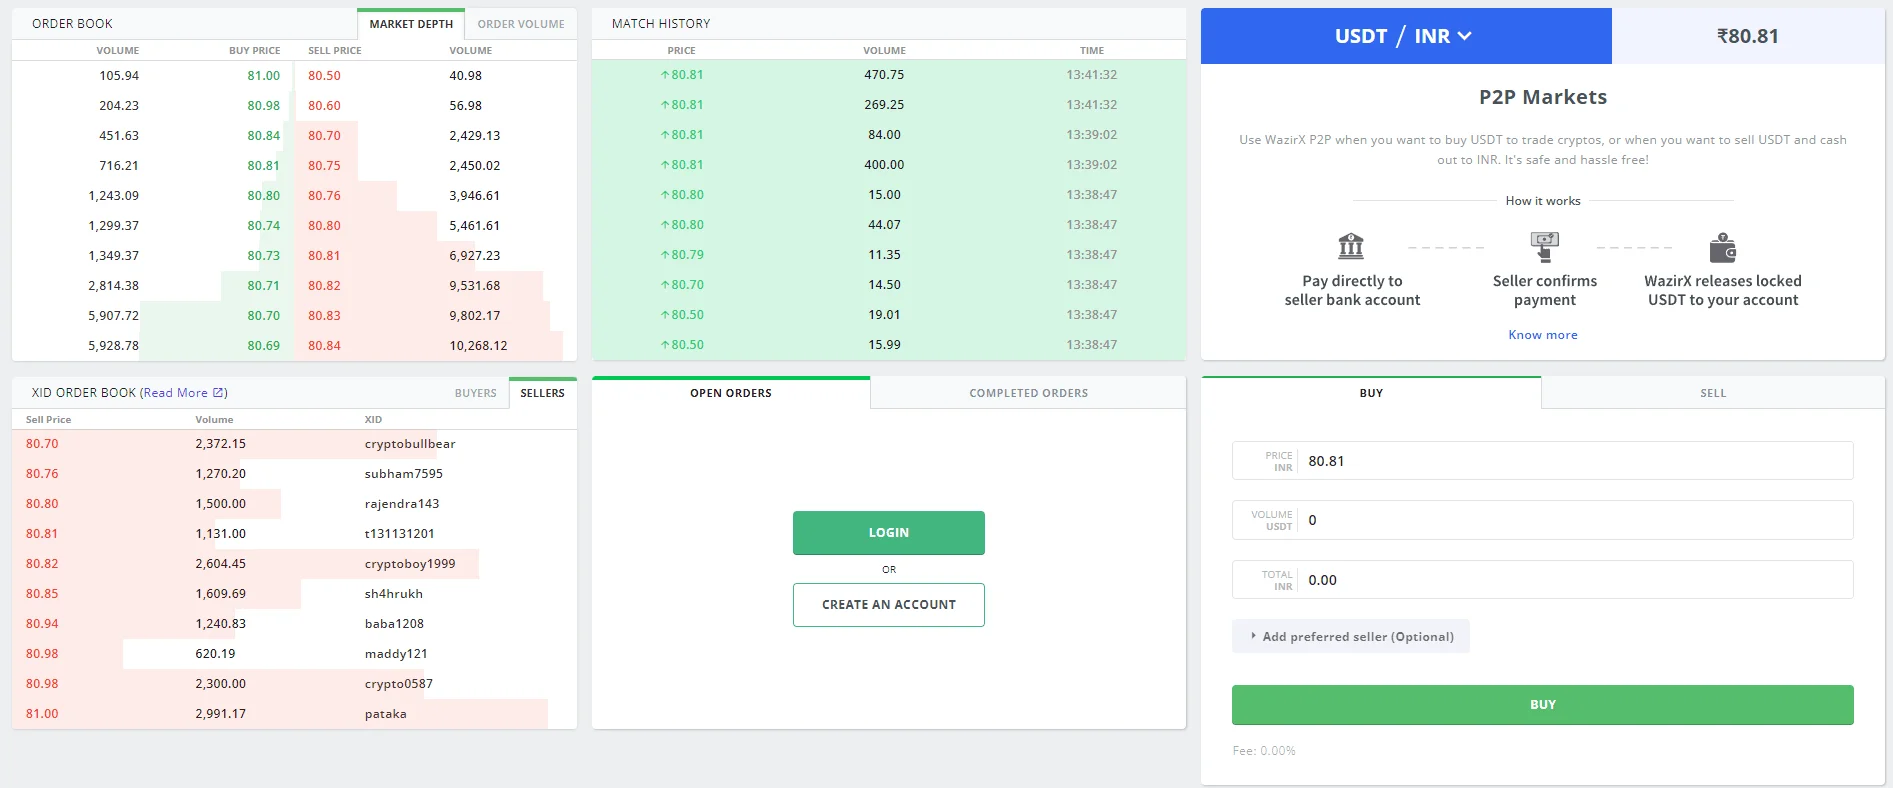 ORDER BOOK MARKET DEPTH ORDER VOLUME
VOLUME BUY PRICE SELL PRICE VOLUME
105.94 81.00 80.50 40.98
204.23 80.98 80.60 56.98
451.63 80.84 80.70 2,429.13
716.21 80.81 80.75 2,450.02
1,243.09 80.80 80.76 3,946.61
1,299.37 80.74 80.80 5,461.61
1,349.37 80.73 80.81 6,927.23
2,814.38 80.71 80.82 9,531.68
5,907.72 80.70 80.83 9,802.17
5,928.78 80.69 80.84 10,268.12
MATCH HISTORY
PRICE VOLUME TIME
↑80.81 470.75 13:41:32
↑80.81 269.25 13:41:32
↑80.81 84.00 13:39:02
↑80.81 400.00 13:39:02
↑80.80 15.00 13:38:47
↑80.80 44.07 13:38:47
↑80.79 11.35 13:38:47
↑80.70 14.50 13:38:47
↑80.50 19.01 13:38:47
↑80.50 15.99 13:38:47
USDT / INR ₹80.81
P2P Markets
Use WazirX P2P when you want to buy USDT to trade cryptos, or when you want to sell USDT and cash
out to INR. It's safe and hassle free!
How it works
Pay directly to
seller bank account
Seller confirms
payment
WazirX releases locked
USDT to your account
Know more
XID ORDER BOOK (Read More) BUYERS SELLERS
Sell Price Volume XID
80.70 2,372.15 cryptobullbear
80.76 1,270.20 subham7595
80.80 1,500.00 rajendra143
80.81 1,131.00 t131131201
80.82 2,604.45 cryptoboy1999
80.85 1,609.69 sh4hrukh
80.94 1,240.83 baba1208
80.98 620.19 maddy121
80.98 2,300.00 crypto0587
81.00 2,991.17 pataka
OPEN ORDERS COMPLETED ORDERS
LOGIN
OR
CREATE AN ACCOUNT
BUY SELL
PRICE
INR
80.81
VOLUME
USDT
0
TOTAL
INR
0.00
Add preferred seller (Optional)
BUY
Fee: 0.00%